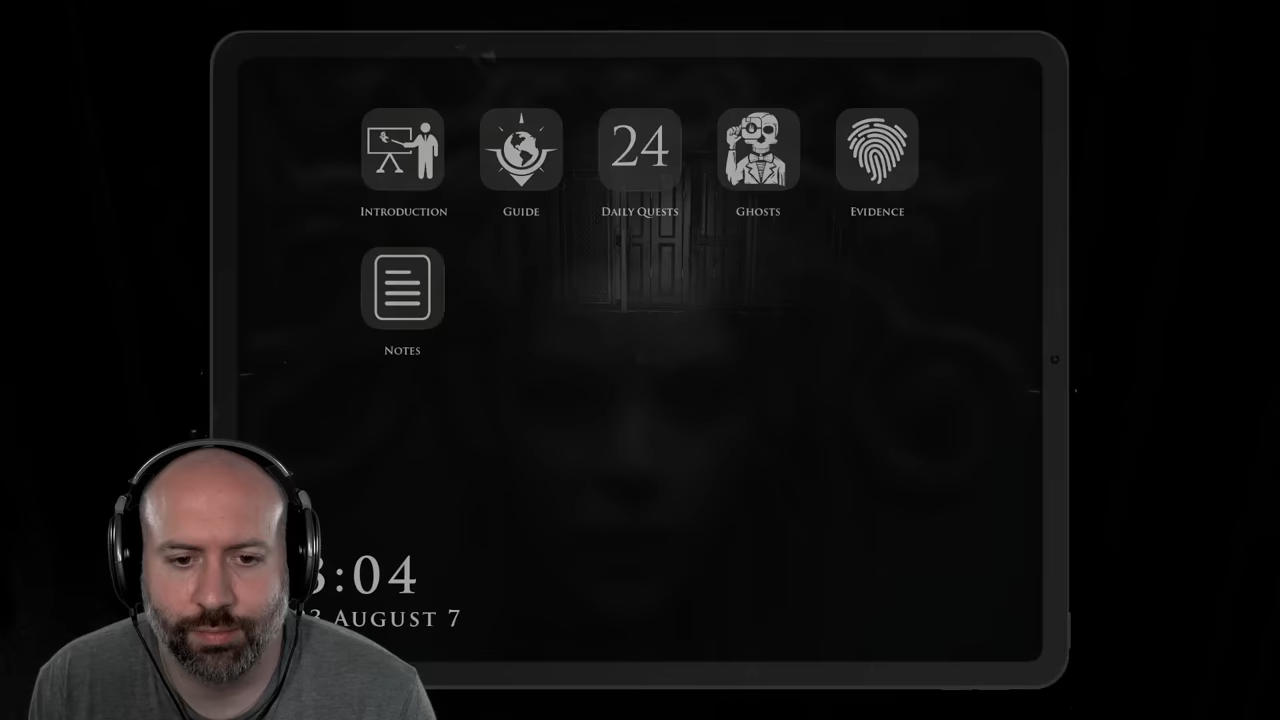 24
INTRODUCTION
GUIDE
DAILY QUESTS
GHOSTS
EVIDENCE
NOTES
:04
AUGUST 7